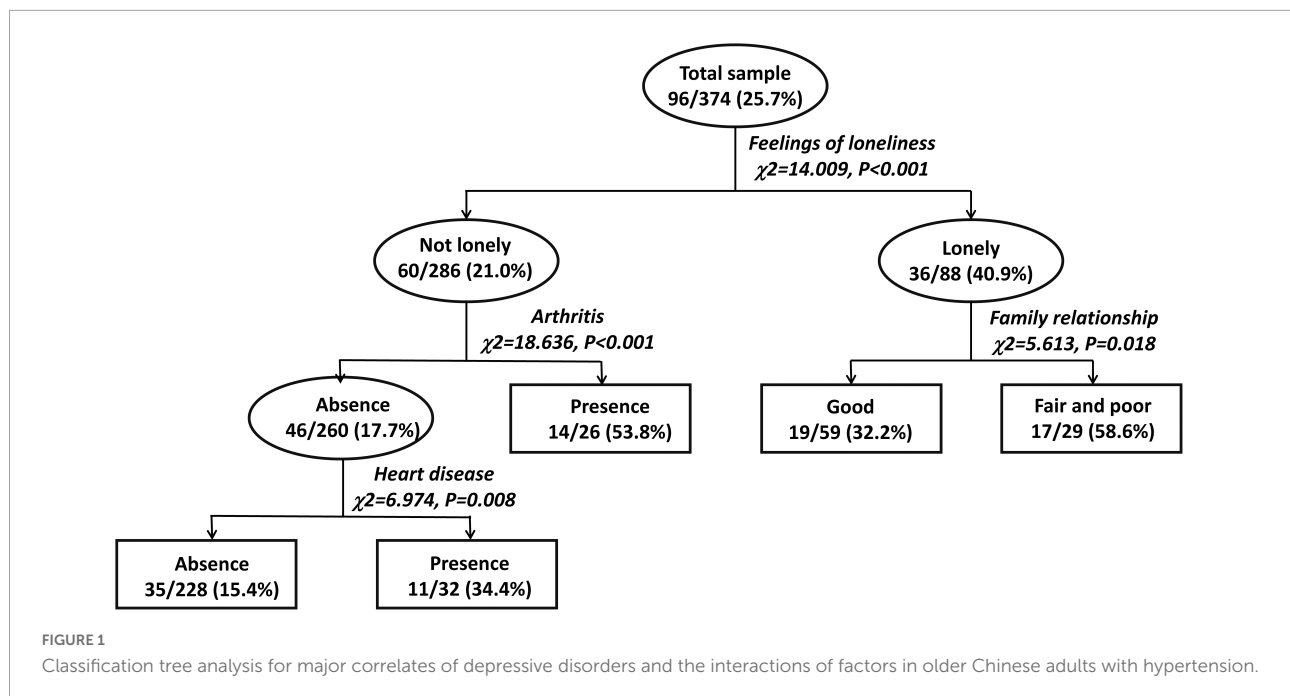 Total sample
96/374 (25.7%)
Feelings of loneliness
χ2=14.009, P<0.001
Not lonely
60/286 (21.0%)
Lonely
36/88 (40.9%)
Arthritis
χ2=18.636, P<0.001
Family relationship
χ2=5.613, P=0.018
Absence
46/260 (17.7%)
Presence
14/26 (53.8%)
Good
19/59 (32.2%)
Fair and poor
17/29 (58.6%)
Heart disease
χ2=6.974, P=0.008
Absence
35/228 (15.4%)
Presence
11/32 (34.4%)
FIGURE 1
Classification tree analysis for major correlates of depressive disorders and the interactions of factors in older Chinese adults with hypertension.